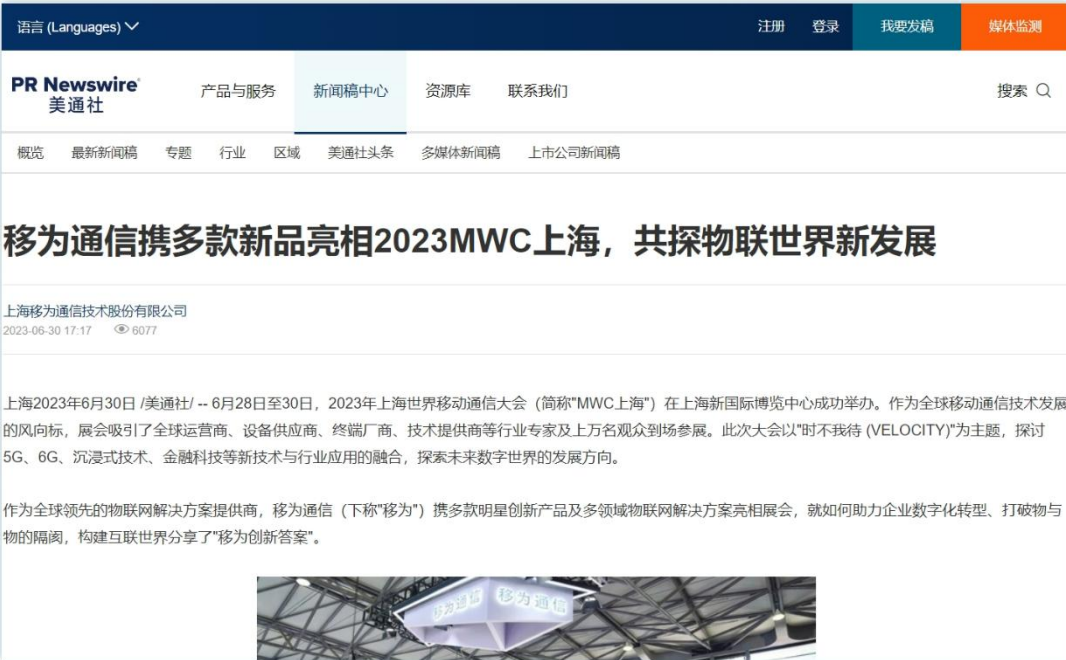 语言 (Languages)
注册
登录
我要发稿
媒体监测
PR Newswire
美通社
产品与服务
新闻稿中心
资源库
联系我们
搜索
概览
最新新闻稿
专题
行业
区域
美通社头条
多媒体新闻稿
上市公司新闻稿
移为通信携多款新品亮相2023MWC上海，共探物联世界新发展
上海移为通信技术股份有限公司
2023-06-30 17:17
6077
上海2023年6月30日 /美通社/ -- 6月28日至30日，2023年上海世界移动通信大会（简称"MWC上海"）在上海新国际博览中心成功举办。作为全球移动通信技术发展
的风向标，展会吸引了全球运营商、设备供应商、终端厂商、技术提供商等行业专家及上万名观众到场参展。此次大会以"时不我待 (VELOCITY)"为主题，探讨
5G、6G、沉浸式技术、金融科技等新技术与行业应用的融合，探索未来数字世界的发展方向。
作为全球领先的物联网解决方案提供商，移为通信（下称"移为"）携多款明星创新产品及多领域物联网解决方案亮相展会，就如何助力企业数字化转型、打破物与
物的隔阂，构建互联世界分享了"移为创新答案"。
移为通信
移为通信